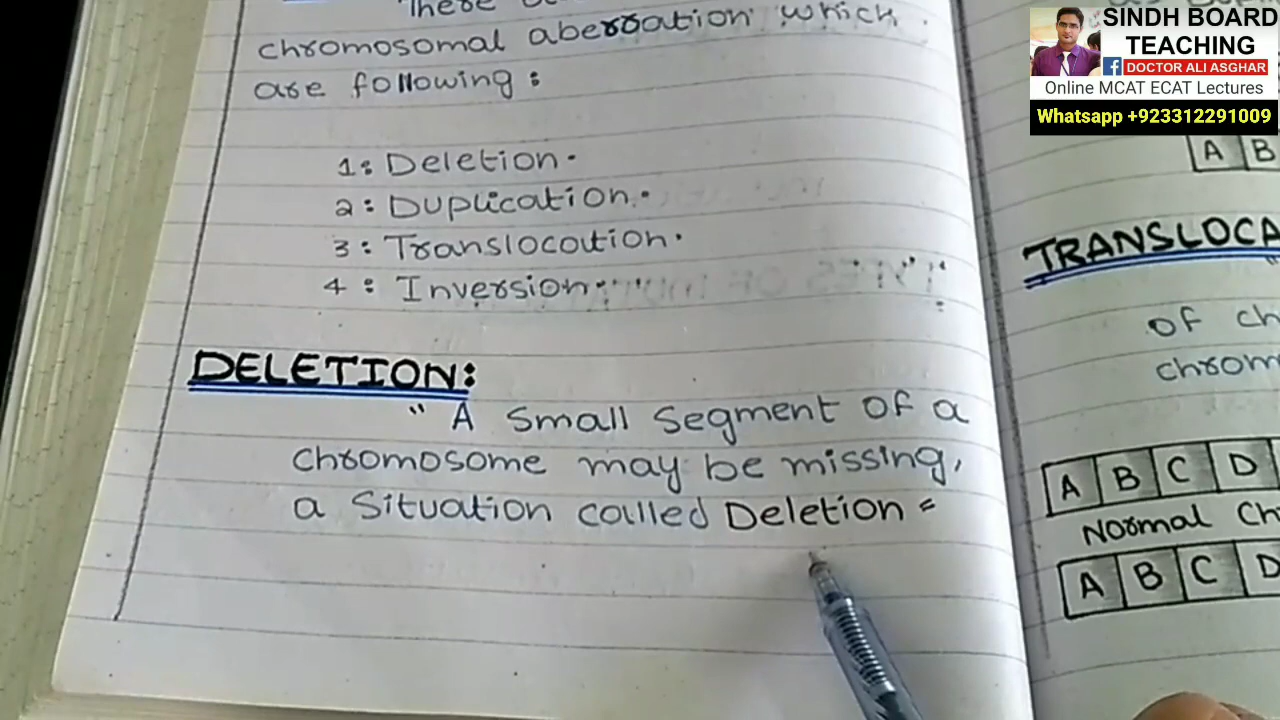 There
chromosomal aberration which
are following:
1: Deletion.
2: Duplication.
3: Translocation.
4: Inversion.
DELETION:
" A small segment of a
chromosome may be missing,
a situation called Deletion "
A B
TRANSLOCA
of ch
chrom
A B C D
Normal Ch
A B C D
SINDH BOARD
TEACHING
f DOCTOR ALI ASGHAR
Online MCAT ECAT Lectures
Whatsapp +923312291009